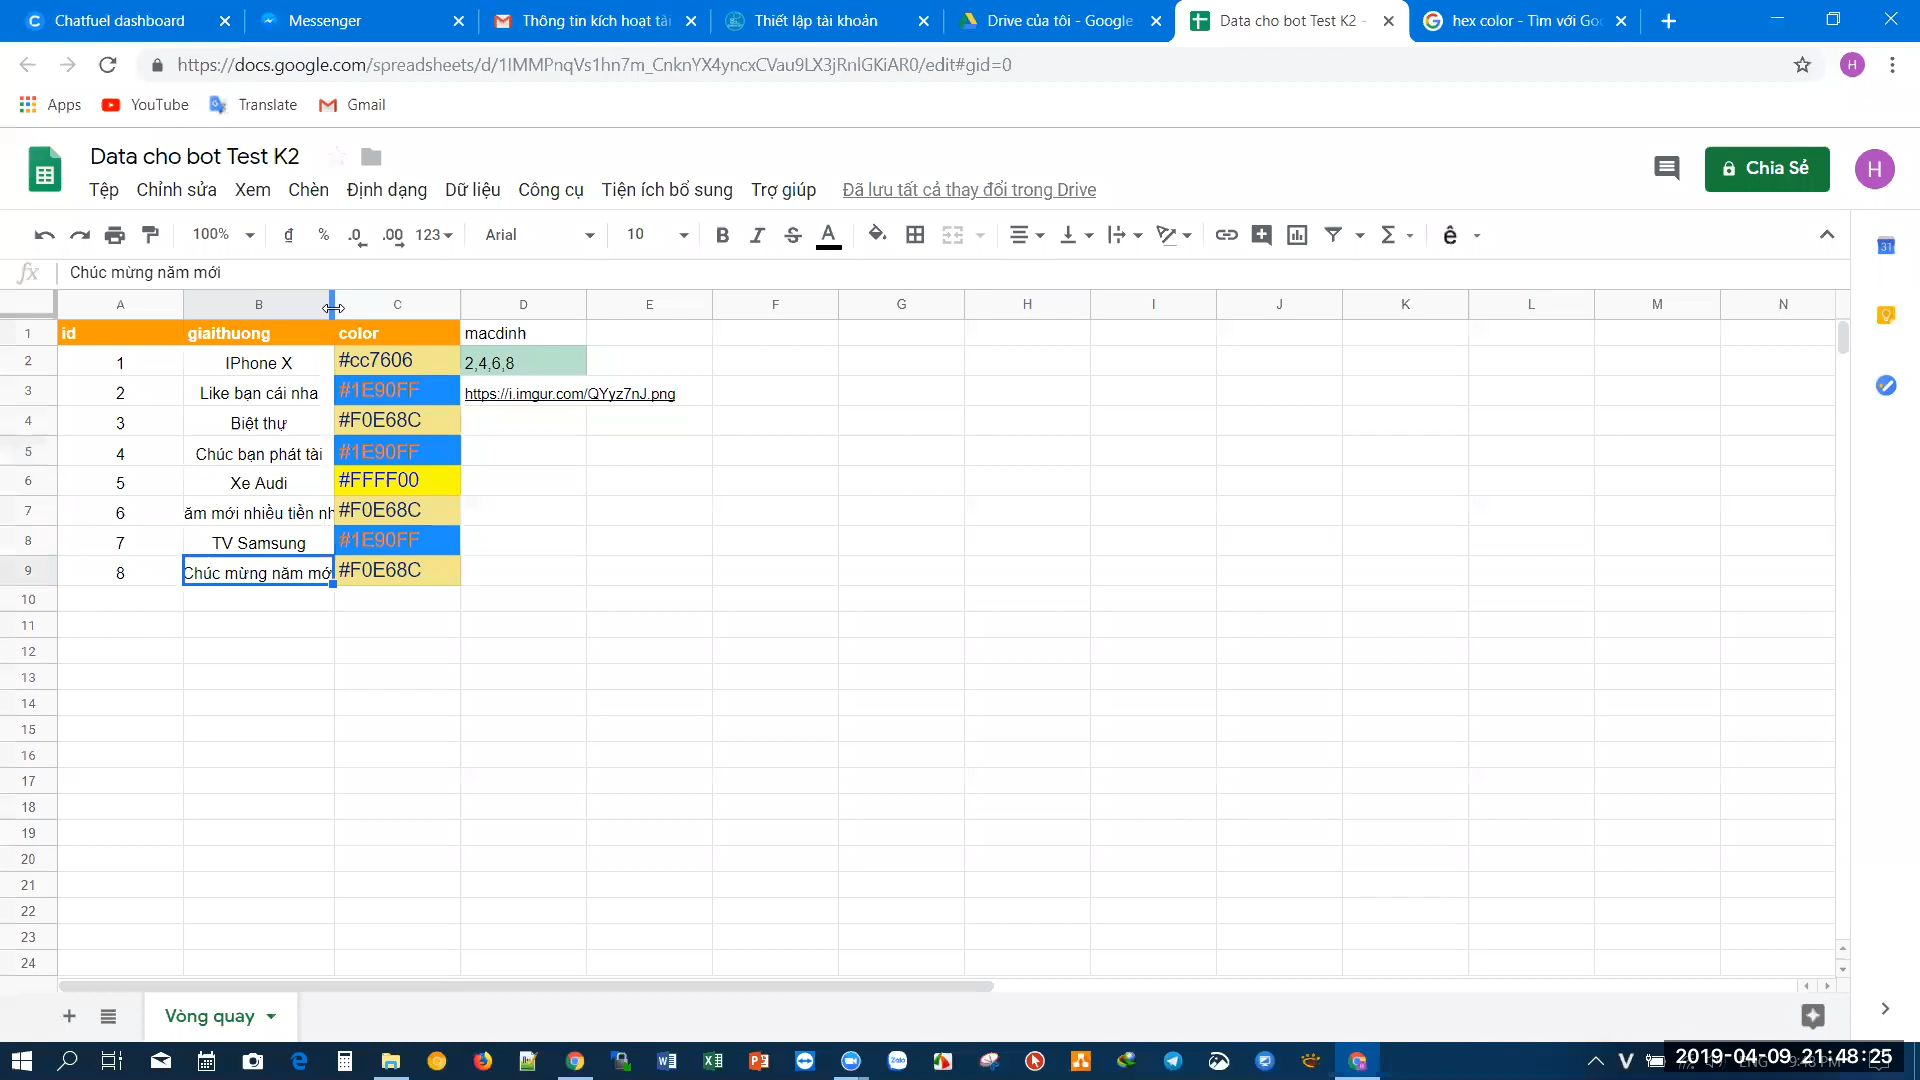 Chatfuel dashboard
Messenger
Thông tin kích hoạt tài
Thiết lập tài khoản
Drive của tôi - Google
Data cho bot Test K2 -
hex color - Tìm với Goo
https://docs.google.com/spreadsheets/d/1IMMPnqVs1hn7m_CnknYX4yncxCVau9LX3jRnlGKiAR0/edit#gid=0
H
Apps
YouTube
Translate
Gmail
Data cho bot Test K2
Tệp
Chỉnh sửa
Xem
Chèn
Định dạng
Dữ liệu
Công cụ
Tiện ích bổ sung
Trợ giúp
Đã lưu tất cả thay đổi trong Drive
Chia Sẻ
H
100%
₫
%
.0
.00
123
Arial
10
B
I
S
A
Σ
ê
31
fx
Chúc mừng năm mới
A B C D E F G H I J K L M N
1 id giaithuong color macdinh
2 1 IPhone X #cc7606 2,4,6,8
3 2 Like bạn cái nha #1E90FF https://i.imgur.com/QYyz7nJ.png
4 3 Biệt thự #F0E68C
5 4 Chúc bạn phát tài #1E90FF
6 5 Xe Audi #FFFF00
7 6 ăm mới nhiều tiền nh #F0E68C
8 7 TV Samsung #1E90FF
9 8 Chúc mừng năm mới #F0E68C
10
11
12
13
14
15
16
17
18
19
20
21
22
23
24
Vòng quay
2019-04-09 21:48:25